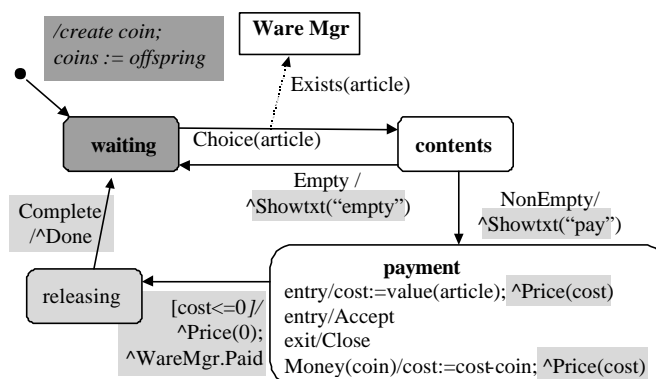 /create coin;
coins := offspring
Ware Mgr
Exists(article)
waiting
Choice(article)
contents
Empty /
^Showtxt(“empty”)
NonEmpty/
^Showtxt(“pay”)
Complete
/^Done
releasing
[cost<=0]/
^Price(0);
^WareMgr.Paid
payment
entry/cost:=value(article); ^Price(cost)
entry/Accept
exit/Close
Money(coin)/cost:=cost-coin; ^Price(cost)